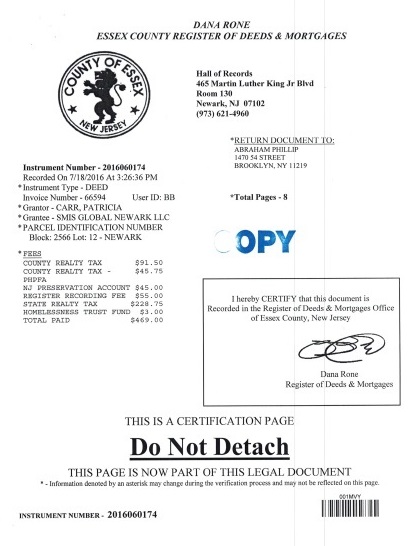 DANA RONE
ESSEX COUNTY REGISTER OF DEEDS & MORTGAGES
COUNTY OF ESSEX
NEW JERSEY
Hall of Records
465 Martin Luther King Jr Blvd
Room 130
Newark, NJ 07102
(973) 621-4960
*RETURN DOCUMENT TO:
ABRAHAM PHILLIP
1470 54 STREET
BROOKLYN, NY 11219
Instrument Number - 2016060174
Recorded On 7/18/2016 At 3:26:36 PM
*Instrument Type - DEED
Invoice Number - 66594 User ID: BB
*Total Pages - 8
*Grantor - CARR, PATRICIA
*Grantee - SMIS GLOBAL NEWARK LLC
*PARCEL IDENTIFICATION NUMBER
Block: 2566 Lot: 12 - NEWARK
COPY
*FEES
COUNTY REALTY TAX $91.50
COUNTY REALTY TAX - $45.75
PHPFA
NJ PRESERVATION ACCOUNT $45.00
REGISTER RECORDING FEE $55.00
STATE REALTY TAX $228.75
HOMELESSNESS TRUST FUND $3.00
TOTAL PAID $469.00
I hereby CERTIFY that this document is
Recorded in the Register of Deeds & Mortgages Office
of Essex County, New Jersey
Dana Rone
Register of Deeds & Mortgages
THIS IS A CERTIFICATION PAGE
Do Not Detach
THIS PAGE IS NOW PART OF THIS LEGAL DOCUMENT
* - Information denoted by an asterisk may change during the verification process and may not be reflected on this page.
001MVY
INSTRUMENT NUMBER - 2016060174